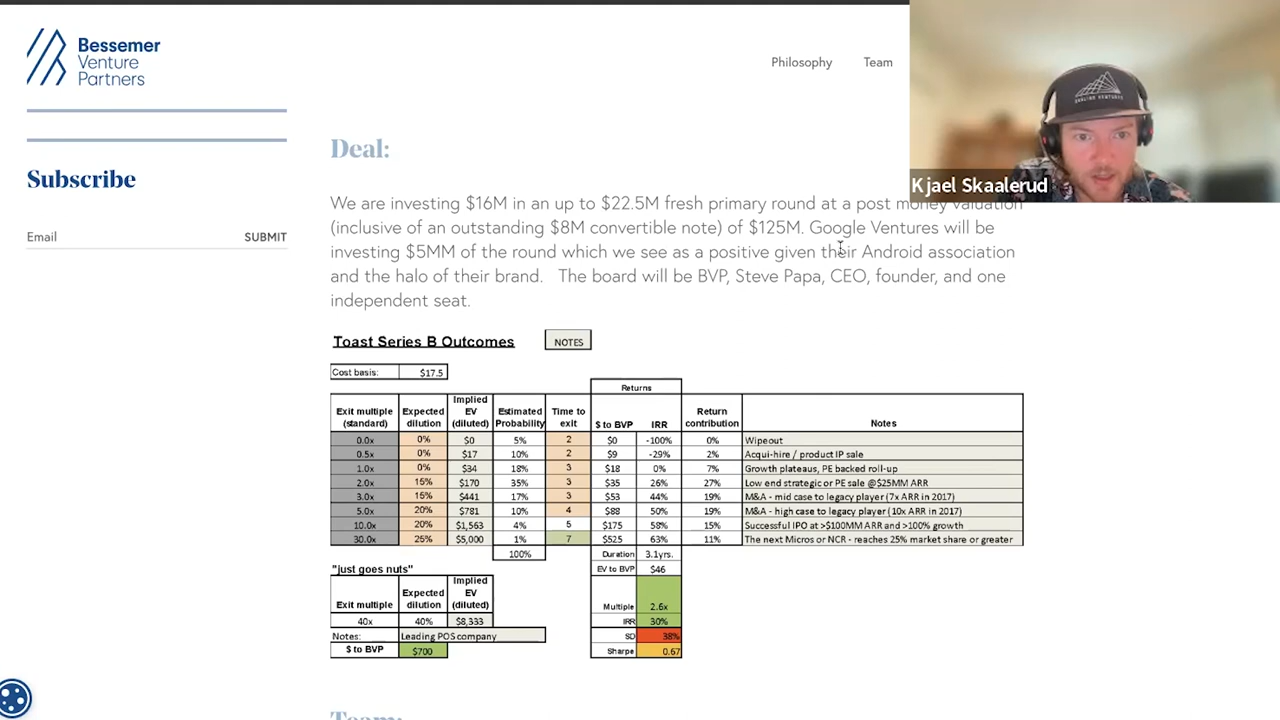 Bessemer
Venture
Partners
Philosophy Team
Subscribe
Email SUBMIT
Deal:
We are investing $16M in an up to $22.5M fresh primary round at a post money valuation
(inclusive of an outstanding $8M convertible note) of $125M. Google Ventures will be
investing $5MM of the round which we see as a positive given their Android association
and the halo of their brand. The board will be BVP, Steve Papa, CEO, founder, and one
independent seat.
Kjael Skaalerud
Toast Series B Outcomes NOTES
Cost basis: $17.5
Returns
Exit multiple (standard) Expected dilution Implied EV (diluted) Estimated Probability Time to exit $ to BVP IRR Return contribution Notes
0.0x 0% $0 5% 2 $0 -100% 0% Wipeout
0.5x 0% $17 10% 2 $9 -29% 2% Acqui-hire / product IP sale
1.0x 0% $34 18% 3 $18 0% 7% Growth plateaus, PE backed roll-up
2.0x 15% $170 35% 3 $35 26% 27% Low end strategic or PE sale @$25MM ARR
3.0x 15% $441 17% 3 $53 44% 19% M&A - mid case to legacy player (7x ARR in 2017)
5.0x 20% $781 10% 4 $88 50% 19% M&A - high case to legacy player (10x ARR in 2017)
10.0x 20% $1,563 4% 5 $175 58% 15% Successful IPO at >$100MM ARR and >100% growth
30.0x 25% $5,000 1% 7 $525 63% 11% The next Micros or NCR - reaches 25% market share or greater
100% Duration 3.1yrs.
"just goes nuts" EV to BVP $46
Exit multiple Expected dilution Implied EV (diluted) Multiple 2.6x
40x 40% $8,333 IRR 30%
Notes: Leading POS company SD 38%
$ to BVP $700 Sharpe 0.67
Team: